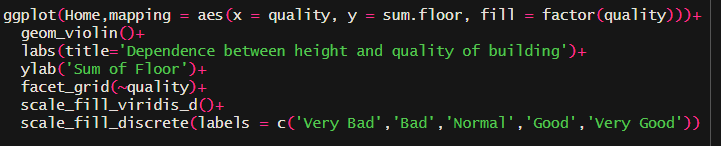 ggplot(Home,mapping = aes(x = quality, y = sum.floor, fill = factor(quality)))+
  geom_violin()+
  labs(title='Dependence between height and quality of building')+
  ylab('Sum of Floor')+
  facet_grid(~quality)+
  scale_fill_viridis_d()+
  scale_fill_discrete(labels = c('Very Bad','Bad','Normal','Good','Very Good'))